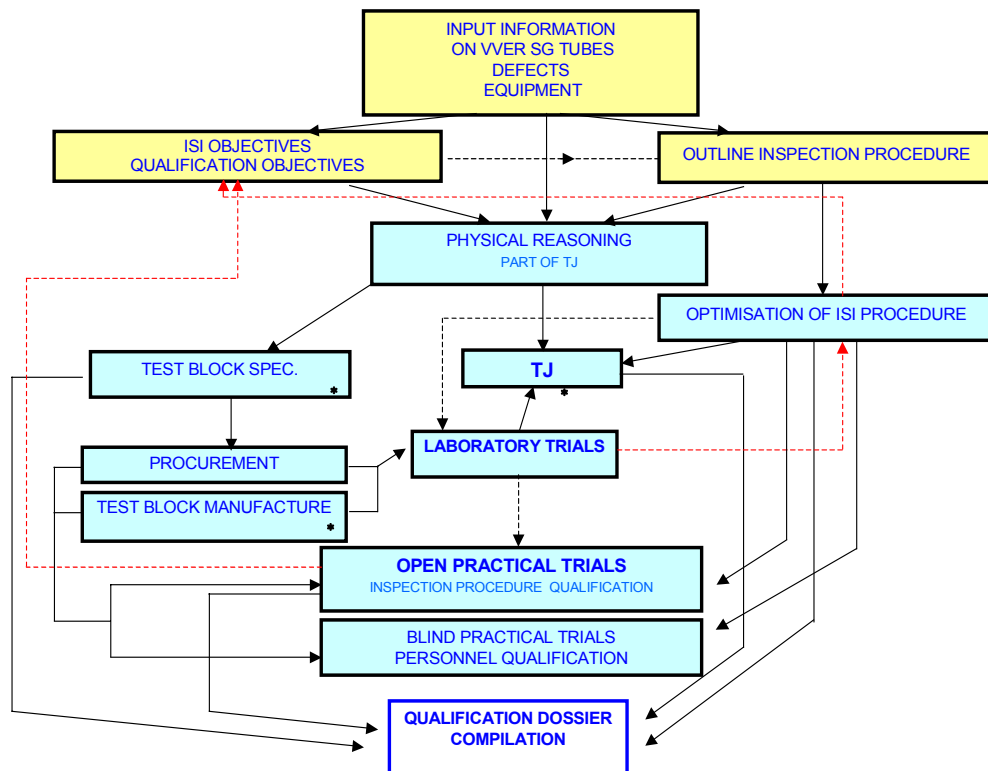 INPUT INFORMATION
ON VVER SG TUBES
DEFECTS
EQUIPMENT
ISI OBJECTIVES
QUALIFICATION OBJECTIVES
OUTLINE INSPECTION PROCEDURE
PHYSICAL REASONING
PART OF TJ
OPTIMISATION OF ISI PROCEDURE
TEST BLOCK SPEC.
*
TJ
*
LABORATORY TRIALS
PROCUREMENT
TEST BLOCK MANUFACTURE
*
OPEN PRACTICAL TRIALS
INSPECTION PROCEDURE QUALIFICATION
BLIND PRACTICAL TRIALS
PERSONNEL QUALIFICATION
QUALIFICATION DOSSIER
COMPILATION